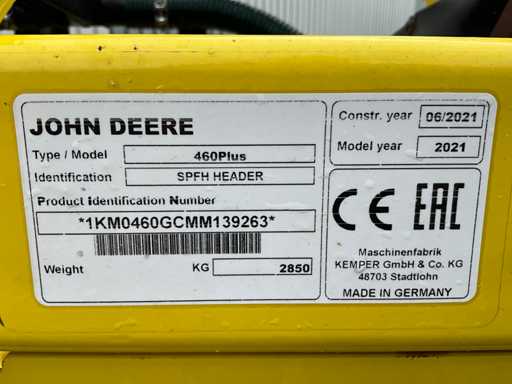 JOHN DEERE
Type / Model 460Plus
Identification SPFH HEADER
Product Identification Number
*1KM0460GCMM139263*
Weight KG 2850
Constr. year 06/2021
Model year 2021
CE EAC
Maschinenfabrik
KEMPER GmbH & Co. KG
48703 Stadtlohn
MADE IN GERMANY